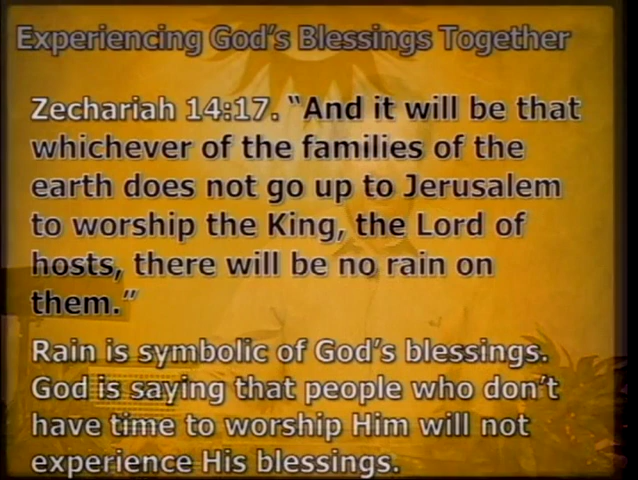 Experiencing God's Blessings Together
Zechariah 14:17. "And it will be that
whichever of the families of the
earth does not go up to Jerusalem
to worship the King, the Lord of
hosts, there will be no rain on
them."
Rain is symbolic of God's blessings.
God is saying that people who don't
have time to worship Him will not
experience His blessings.